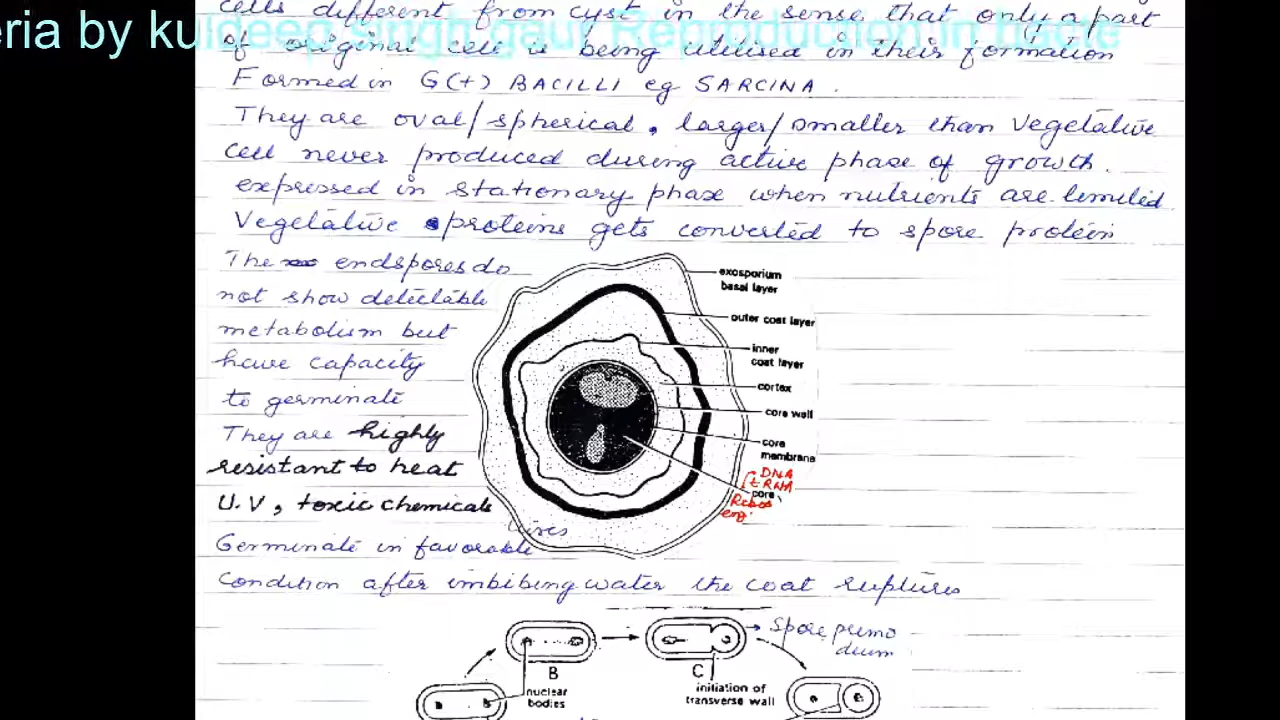 cells different from cyst in the sense that only a part
eria by kuldeep singh gaur Reproduction in bacte
of original cell is being utilised in their formation
Formed in G(+) BACILLI eg SARCINA.
They are oval/spherical, larger/smaller than vegetative
cell never produced during active phase of growth.
expressed in stationary phase when nutrients are limited.
Vegetative proteins gets converted to spore protein
The endspores do
not show detectable
metabolism but
have capacity
to germinate
They are highly
resistant to heat
U.V, toxic chemicals
Germinate in favorable
condition after imbibing water the coat ruptures
exosporium
basal layer
outer coat layer
inner
coat layer
cortex
core wall
core
membrane
DNA
t RNA
core
B
C
Spore primo
dium
nuclear
bodies
initiation of
transverse wall